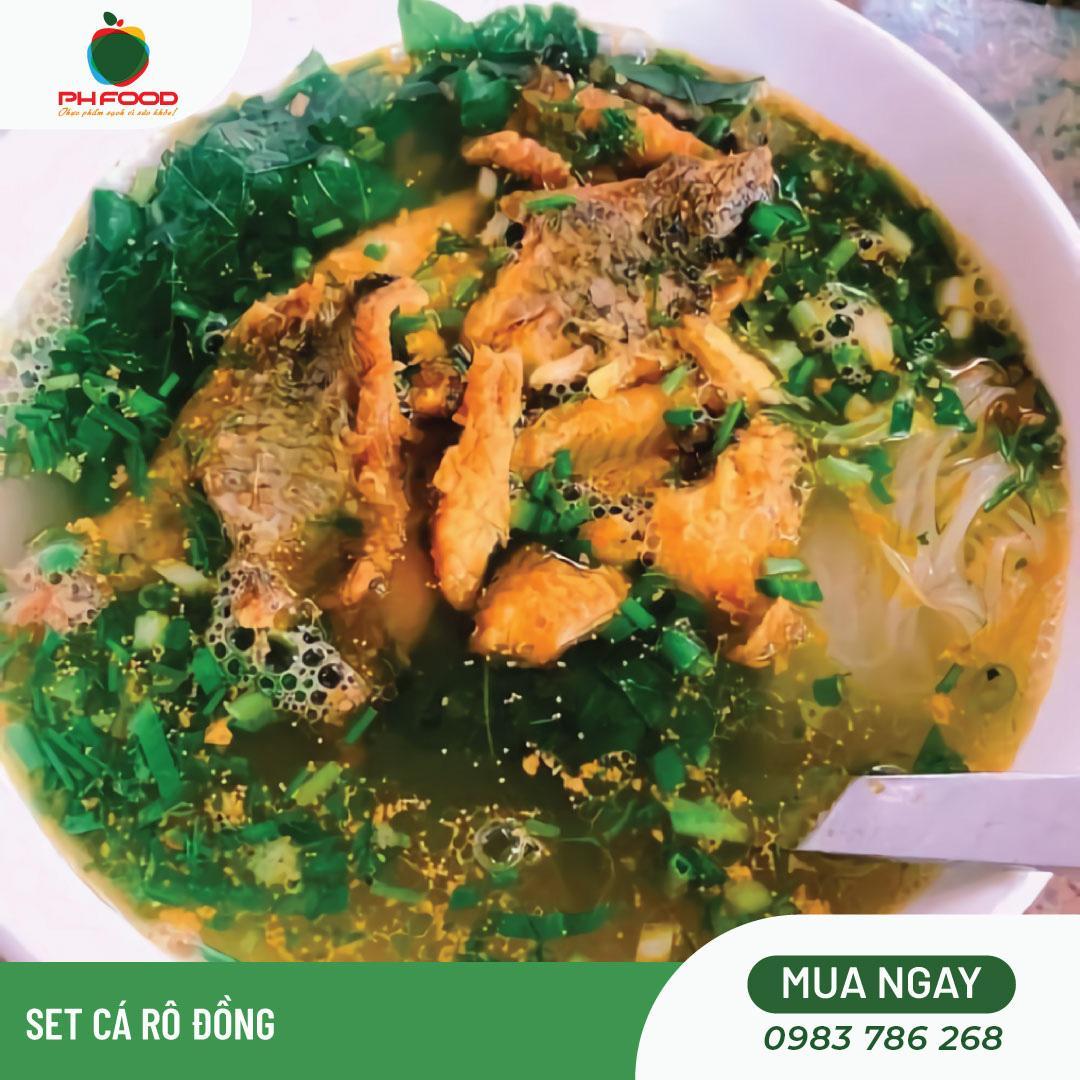 PH FOOD
Thực phẩm sạch vì sức khỏe!
SET CÁ RÔ ĐỒNG
MUA NGAY
0983 786 268